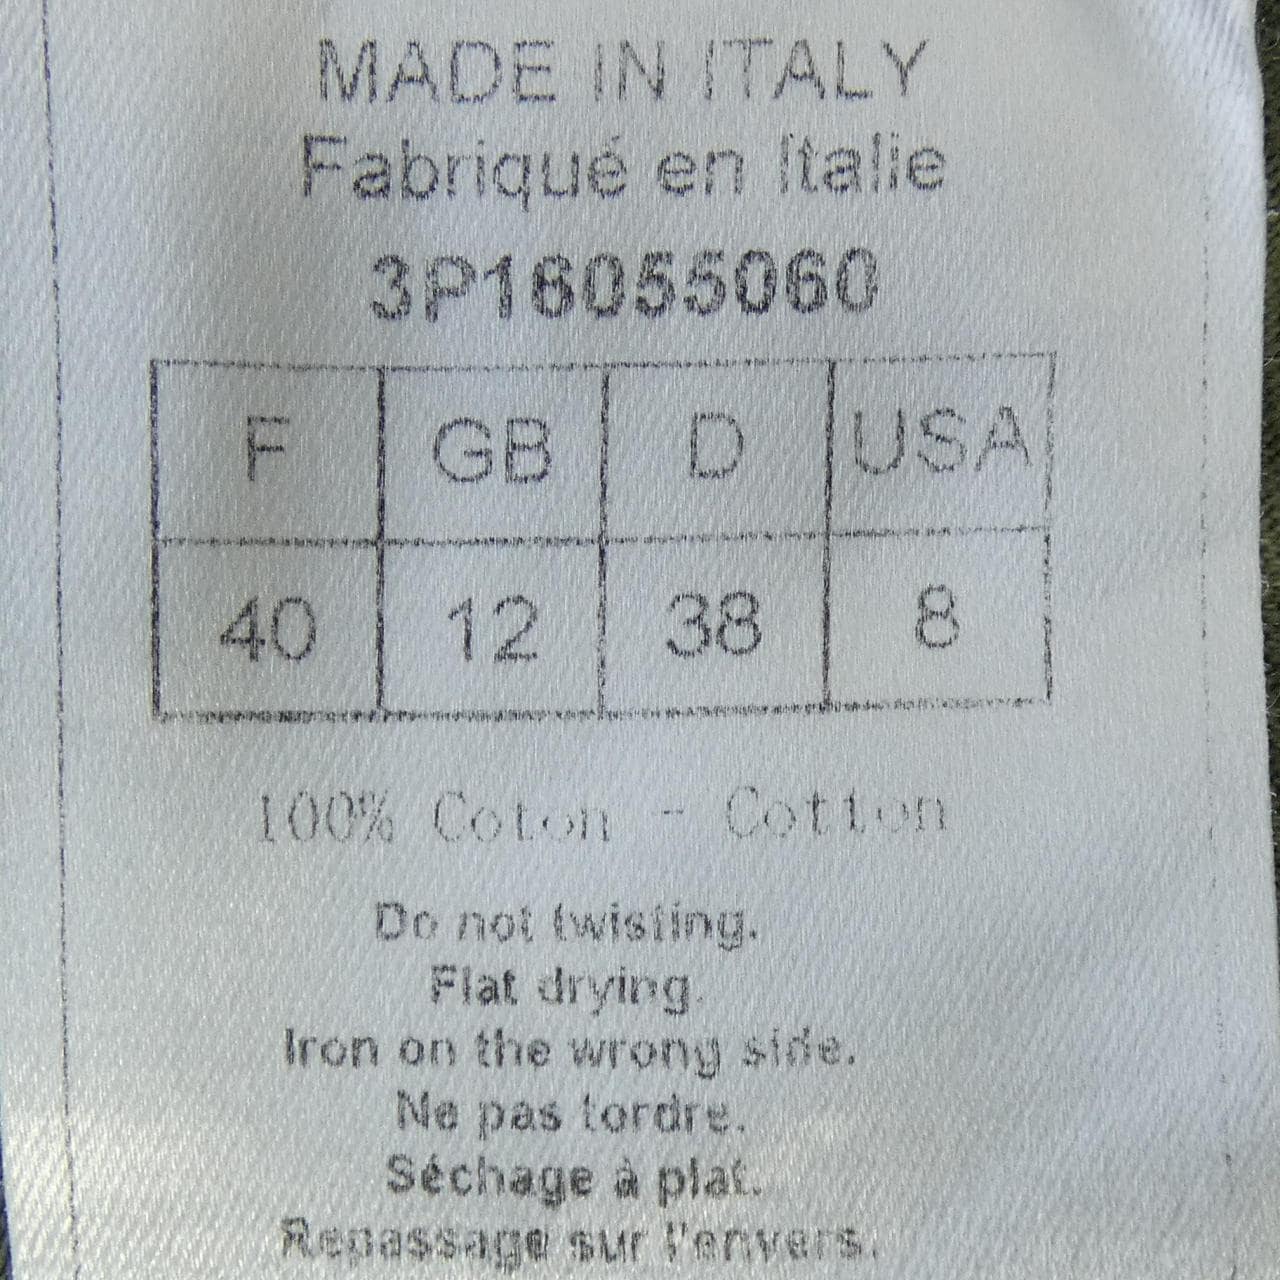 MADE IN ITALY
Fabriqué en Italie
3P16055060
F GB D USA
40 12 38 8
100% Coton - Cotton
Do not twisting.
Flat drying.
Iron on the wrong side.
Ne pas tordre.
Séchage à plat.
Repassage sur l'envers.